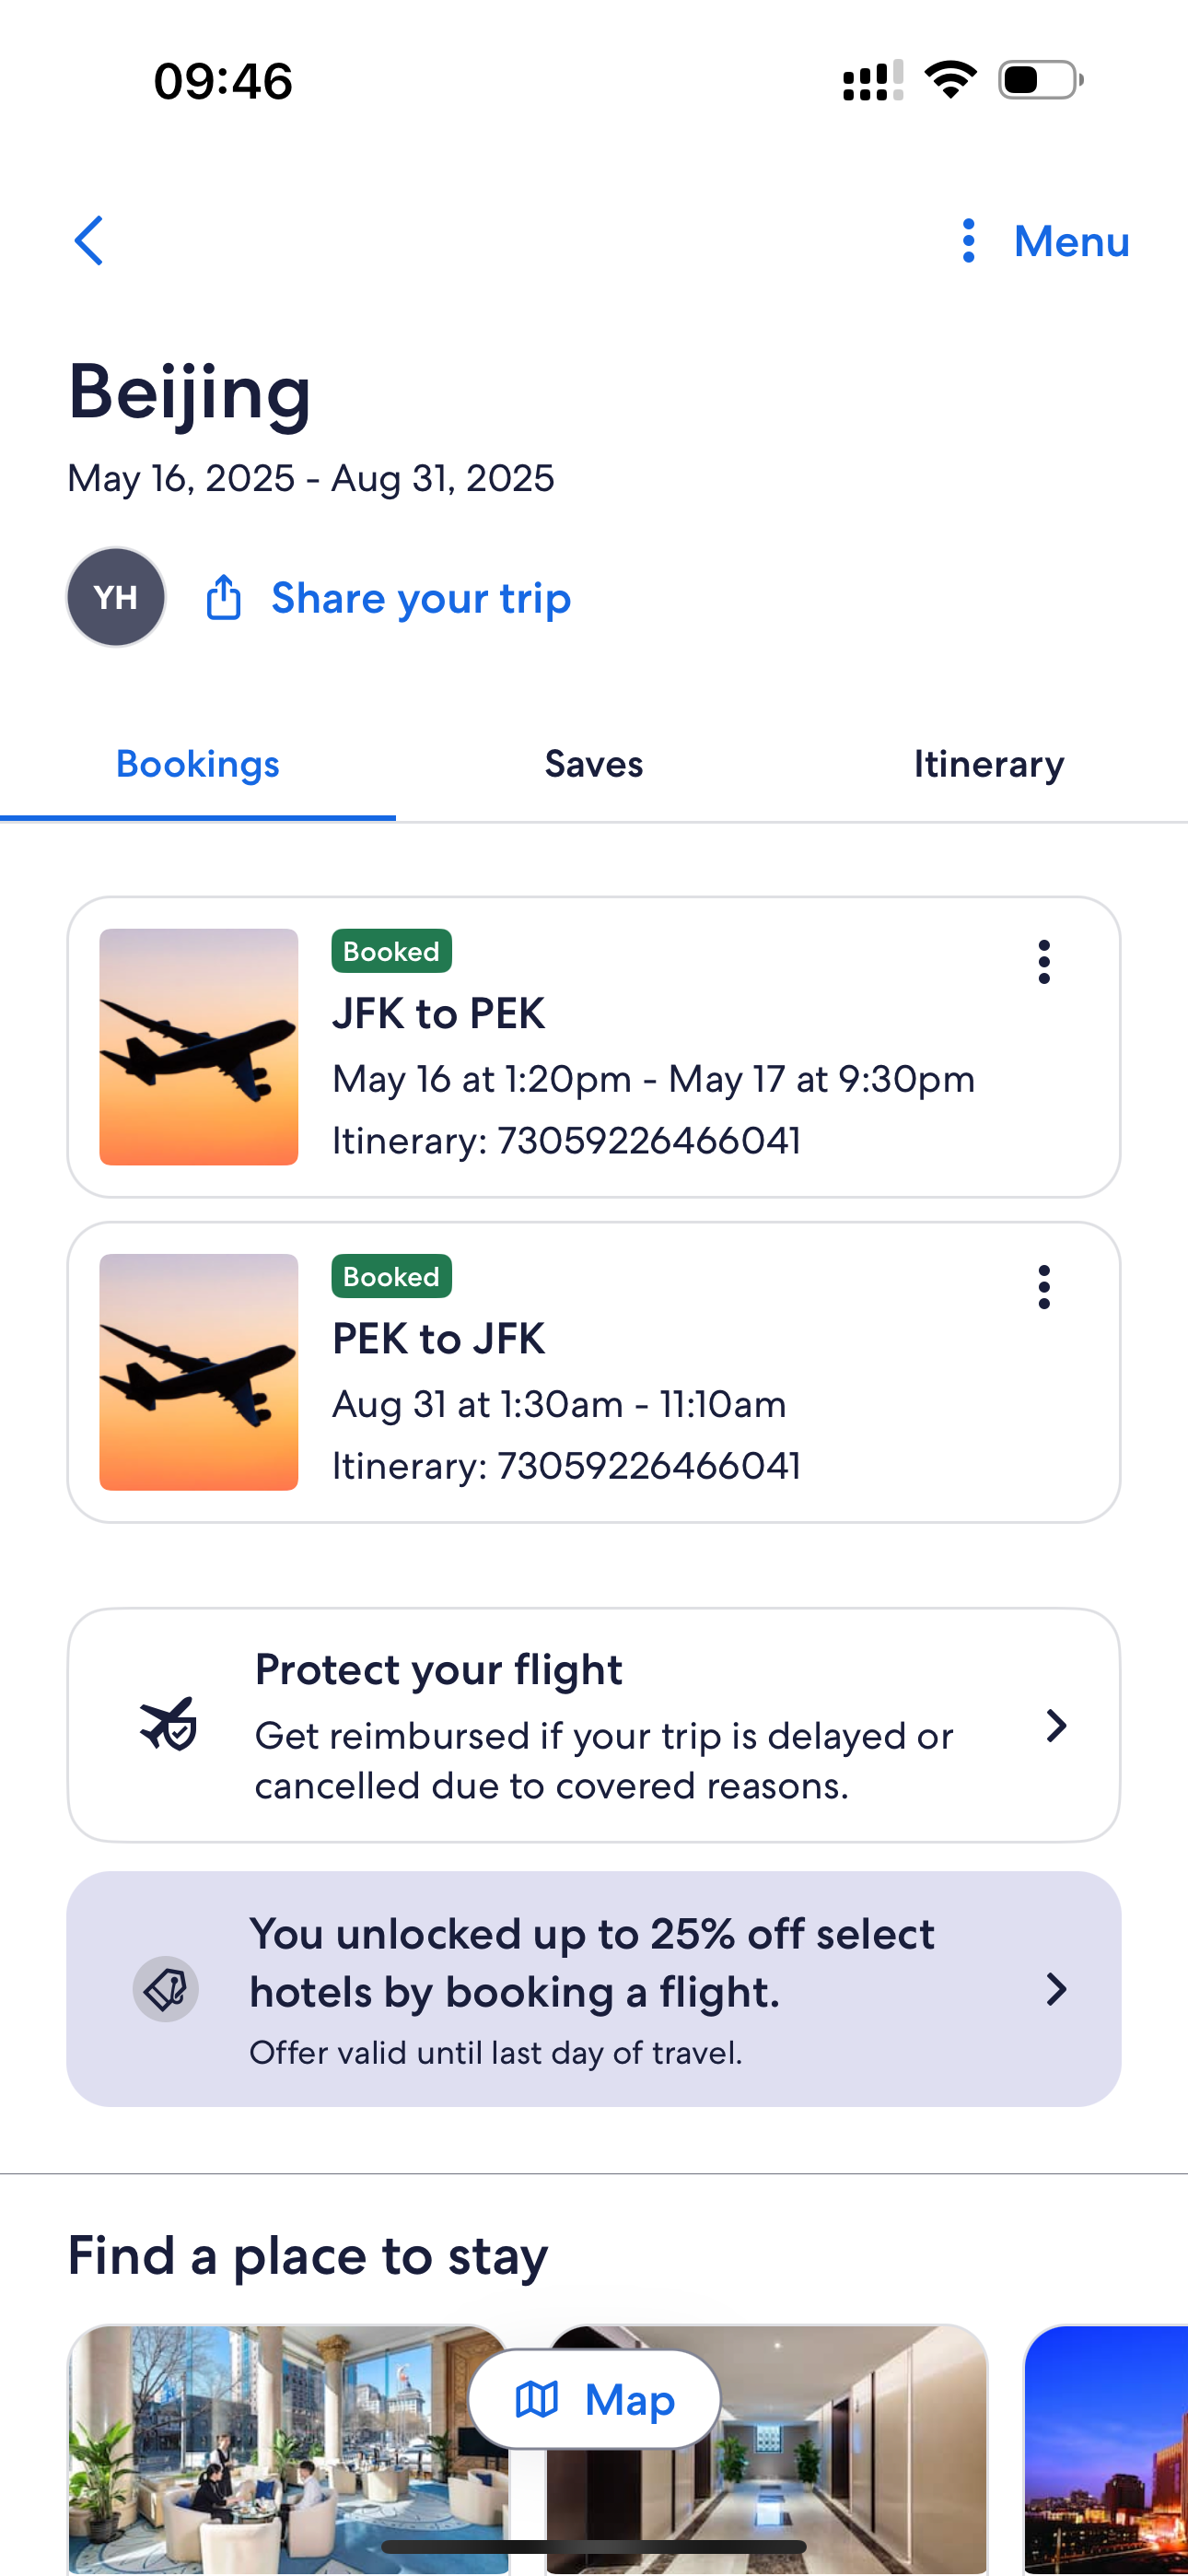 09:46
Menu
Beijing
May 16, 2025 - Aug 31, 2025
YH
Share your trip
Bookings
Saves
Itinerary
Booked
JFK to PEK
May 16 at 1:20pm - May 17 at 9:30pm
Itinerary: 73059226466041
Booked
PEK to JFK
Aug 31 at 1:30am - 11:10am
Itinerary: 73059226466041
Protect your flight
Get reimbursed if your trip is delayed or
cancelled due to covered reasons.
You unlocked up to 25% off select
hotels by booking a flight.
Offer valid until last day of travel.
Find a place to stay
Map